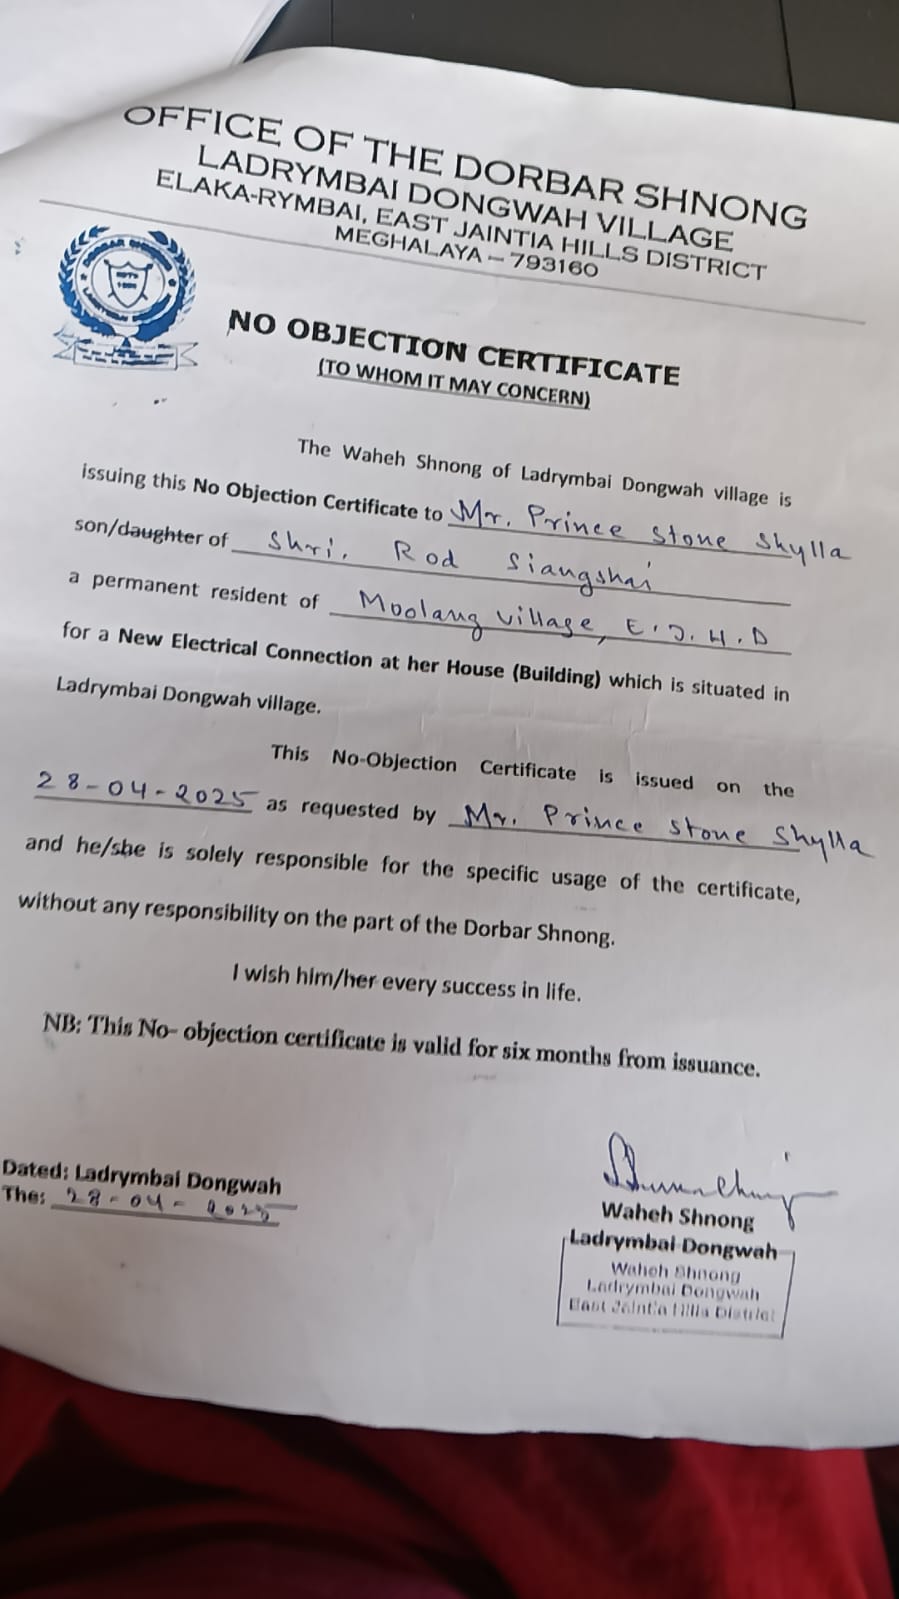 OFFICE OF THE DORBAR SHNONG
LADRYMBAI DONGWAH VILLAGE
ELAKA-RYMBAI, EAST JAINTIA HILLS DISTRICT
MEGHALAYA – 793160
NO OBJECTION CERTIFICATE
(TO WHOM IT MAY CONCERN)
The Waheh Shnong of Ladrymbai Dongwah village is
issuing this No Objection Certificate to Mr. Prince Stone Shylla
son/daughter of Shri. Rod Siangshai
a permanent resident of Moolang village, E.J.H.D
for a New Electrical Connection at her House (Building) which is situated in
Ladrymbai Dongwah village.
This No-Objection Certificate is issued on the
28-04-2025 as requested by Mr. Prince Stone Shylla
and he/she is solely responsible for the specific usage of the certificate,
without any responsibility on the part of the Dorbar Shnong.
I wish him/her every success in life.
NB: This No- objection certificate is valid for six months from issuance.
Dated: Ladrymbai Dongwah
The: 28-04-2025
Waheh Shnong
Ladrymbai Dongwah
Waheh Shnong
Ladrymbai Dongwah
East Jaintia Hills District